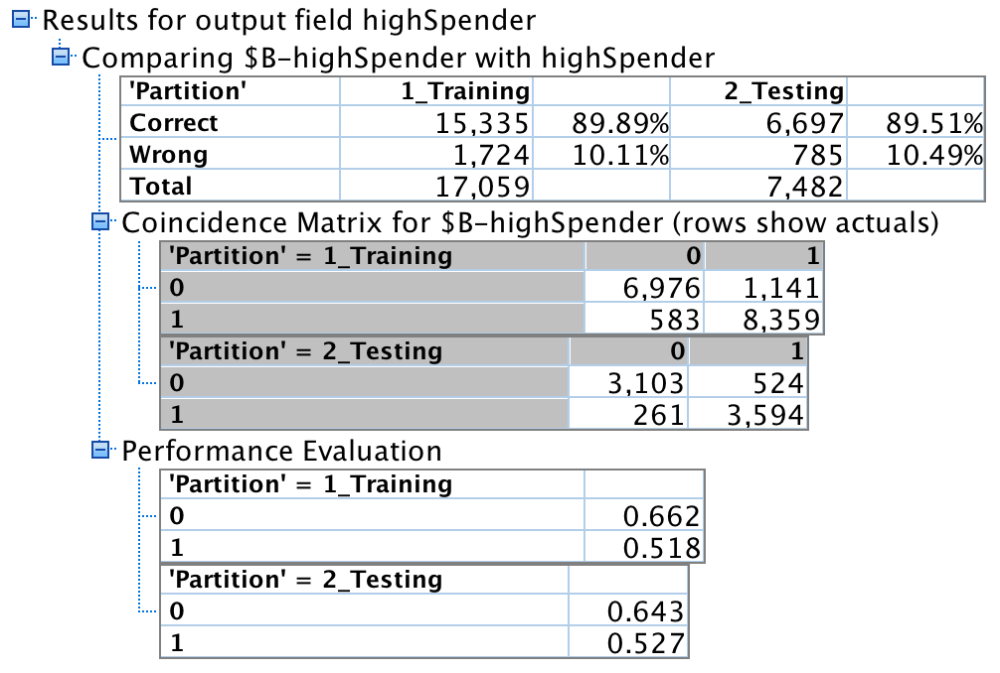 Results for output field highSpender
Comparing $B-highSpender with highSpender
'Partition' 1_Training 2_Testing
Correct 15,335 89.89% 6,697 89.51%
Wrong 1,724 10.11% 785 10.49%
Total 17,059 7,482
Coincidence Matrix for $B-highSpender (rows show actuals)
'Partition' = 1_Training 0 1
0 6,976 1,141
1 583 8,359
'Partition' = 2_Testing 0 1
0 3,103 524
1 261 3,594
Performance Evaluation
'Partition' = 1_Training
0 0.662
1 0.518
'Partition' = 2_Testing
0 0.643
1 0.527